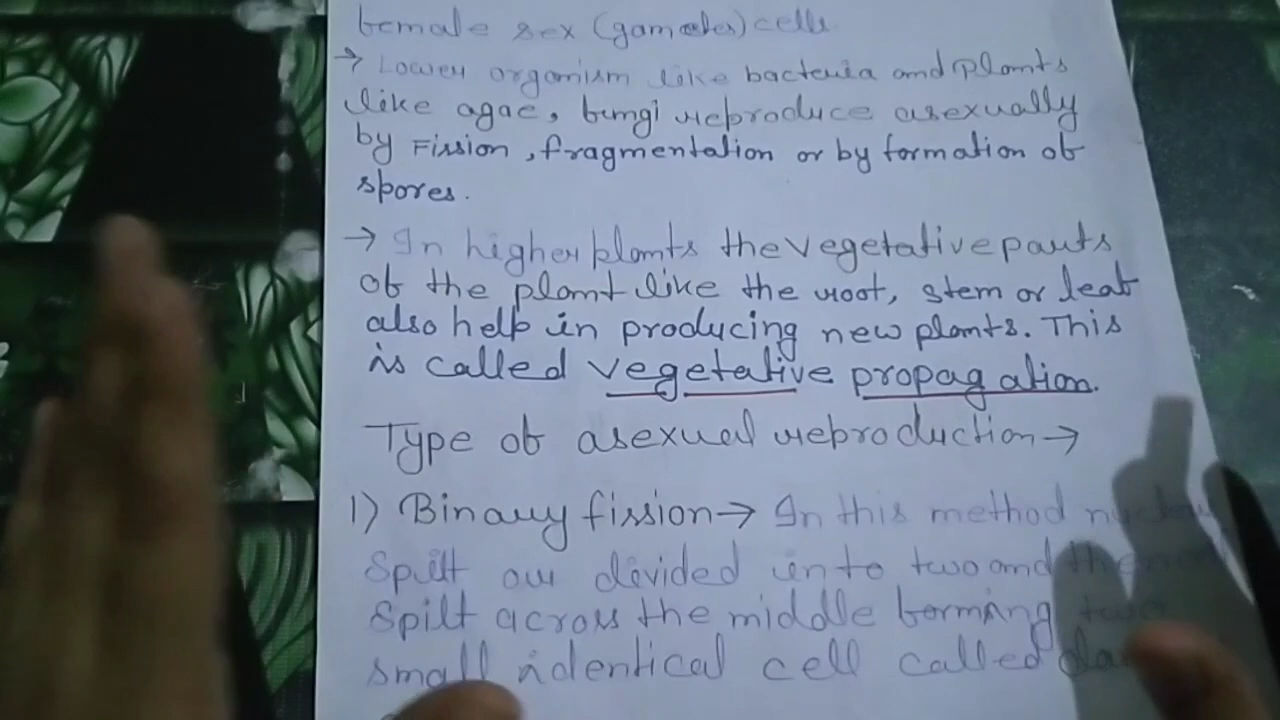 female sex (gametes) cells
→ Lower organism like bacteria and plants
like agae, fungi reproduce asexually
by Fission, fragmentation or by formation of
spores.
→ In higher plants the vegetative parts
of the plant like the root, stem or leaf
also help in producing new plants. This
is called vegetative propagation.
Type of asexual reproduction →
1) Binary fission → In this method
Spilt our divided into two and
Spilt across the middle forming
small identical cell called